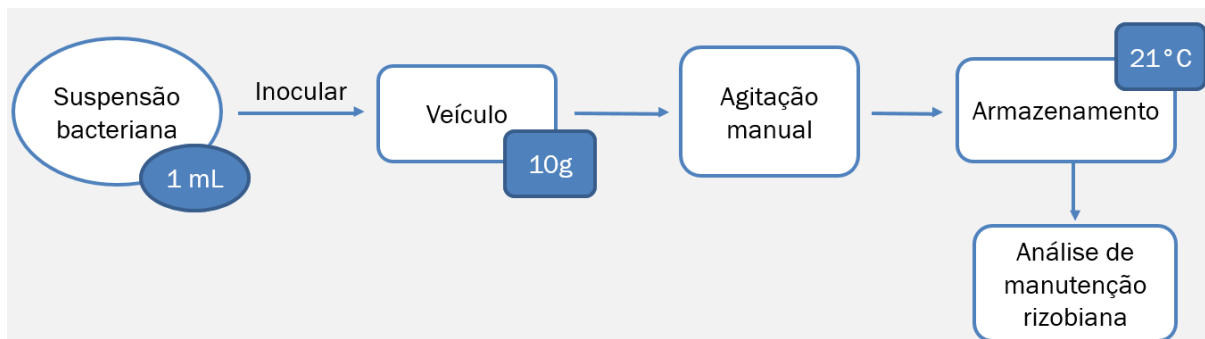 Suspensão
bacteriana
1 mL
Inocular
Veículo
10g
Agitação
manual
Armazenamento
21°C
Análise de
manutenção
rizobiana